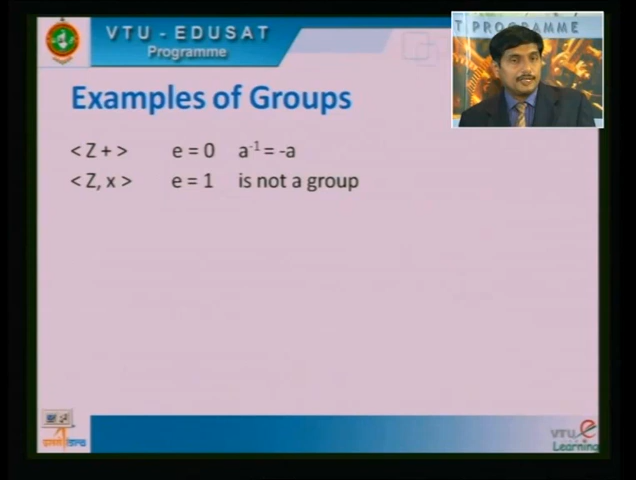 VTU - EDUSAT
Programme
T PROGRAMME
Examples of Groups
< Z + > e = 0 a⁻¹ = -a
< Z, x > e = 1 is not a group
VTU e
Learning